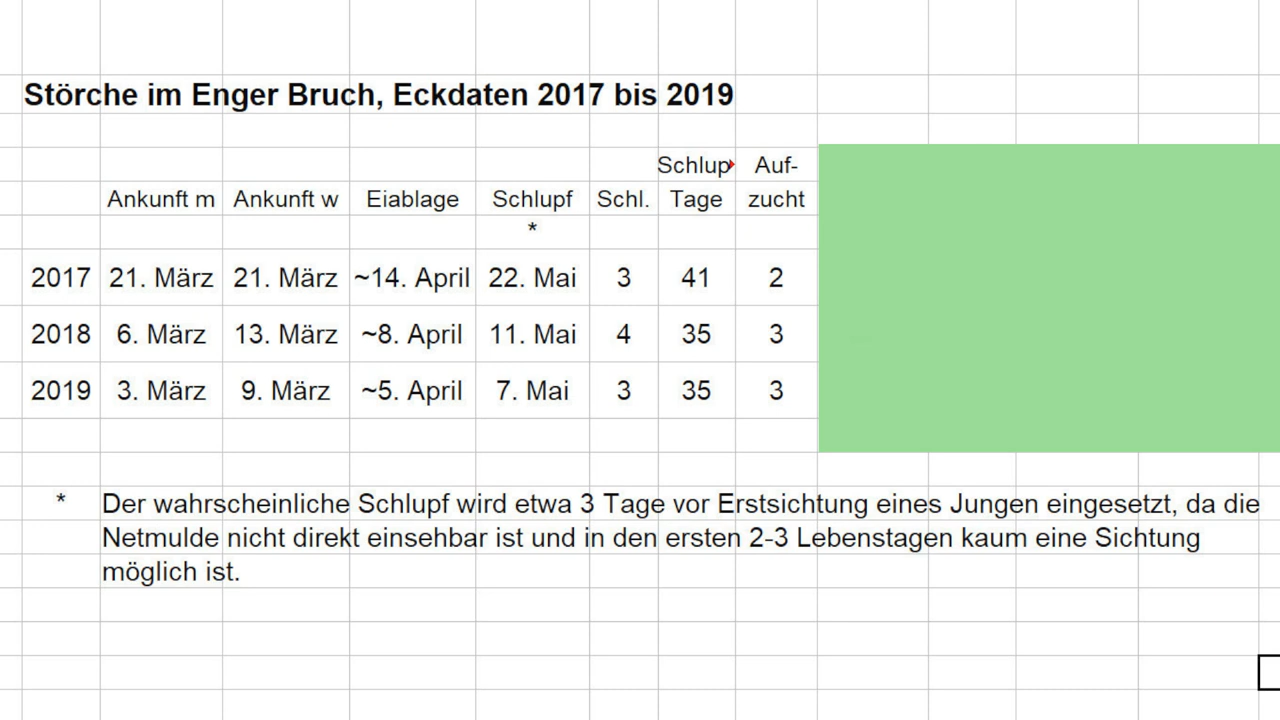 Störche im Enger Bruch, Eckdaten 2017 bis 2019
Schlup Auf-
Ankunft m Ankunft w Eiablage Schlupf Schl. Tage zucht
*
2017 21. März 21. März ~14. April 22. Mai 3 41 2
2018 6. März 13. März ~8. April 11. Mai 4 35 3
2019 3. März 9. März ~5. April 7. Mai 3 35 3
* Der wahrscheinliche Schlupf wird etwa 3 Tage vor Erstsichtung eines Jungen eingesetzt, da die
Netmulde nicht direkt einsehbar ist und in den ersten 2-3 Lebenstagen kaum eine Sichtung
möglich ist.